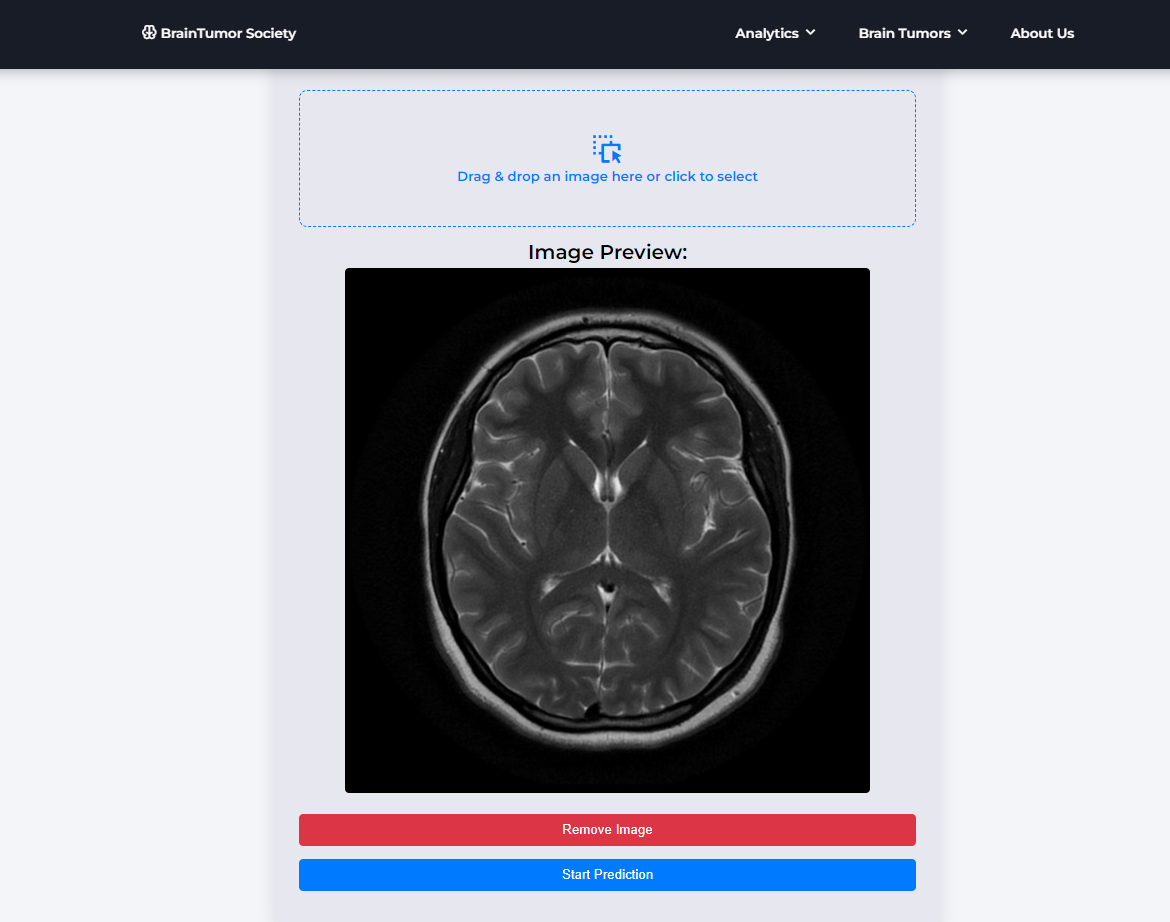 BrainTumor Society
Analytics
Brain Tumors
About Us
Drag & drop an image here or click to select
Image Preview:
Remove Image
Start Prediction